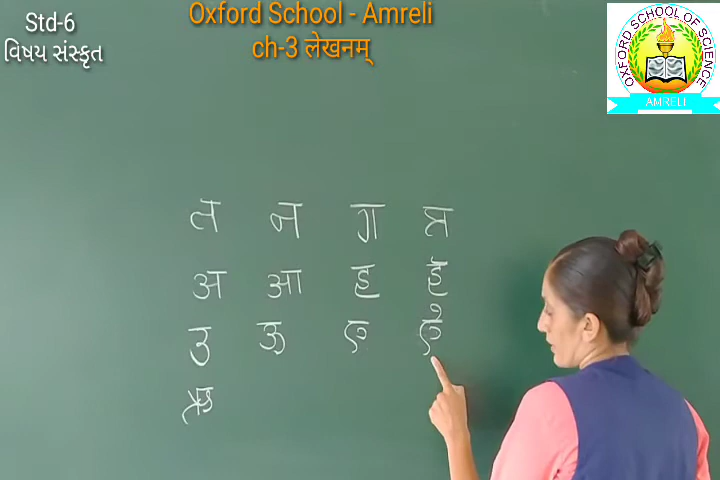 Std-6
વિષય સંસ્કૃત
Oxford School - Amreli
ch-3 लेखनम्
OXFORD SCHOOL OF SCIENCE
AMRELI
त न ग त्र
अ आ ह हं
उ ऊ ए ऐ
ऋ